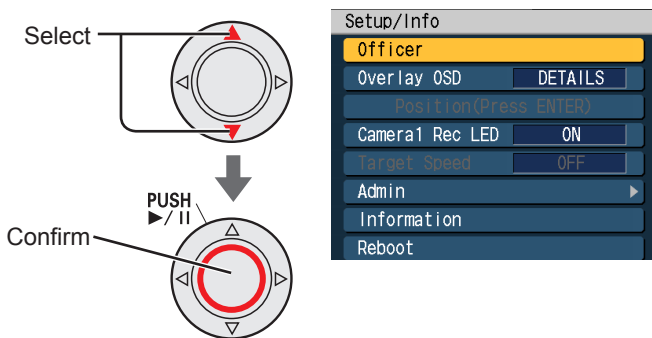 Select
PUSH
▶/II
Confirm
Setup/Info
Officer
Overlay OSD DETAILS
Position(Press ENTER)
Camera1 Rec LED ON
Target Speed OFF
Admin ▶
Information
Reboot